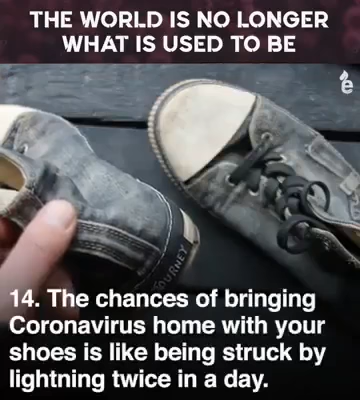 THE WORLD IS NO LONGER
WHAT IS USED TO BE
e
JOURNEY
14. The chances of bringing
Coronavirus home with your
shoes is like being struck by
lightning twice in a day.